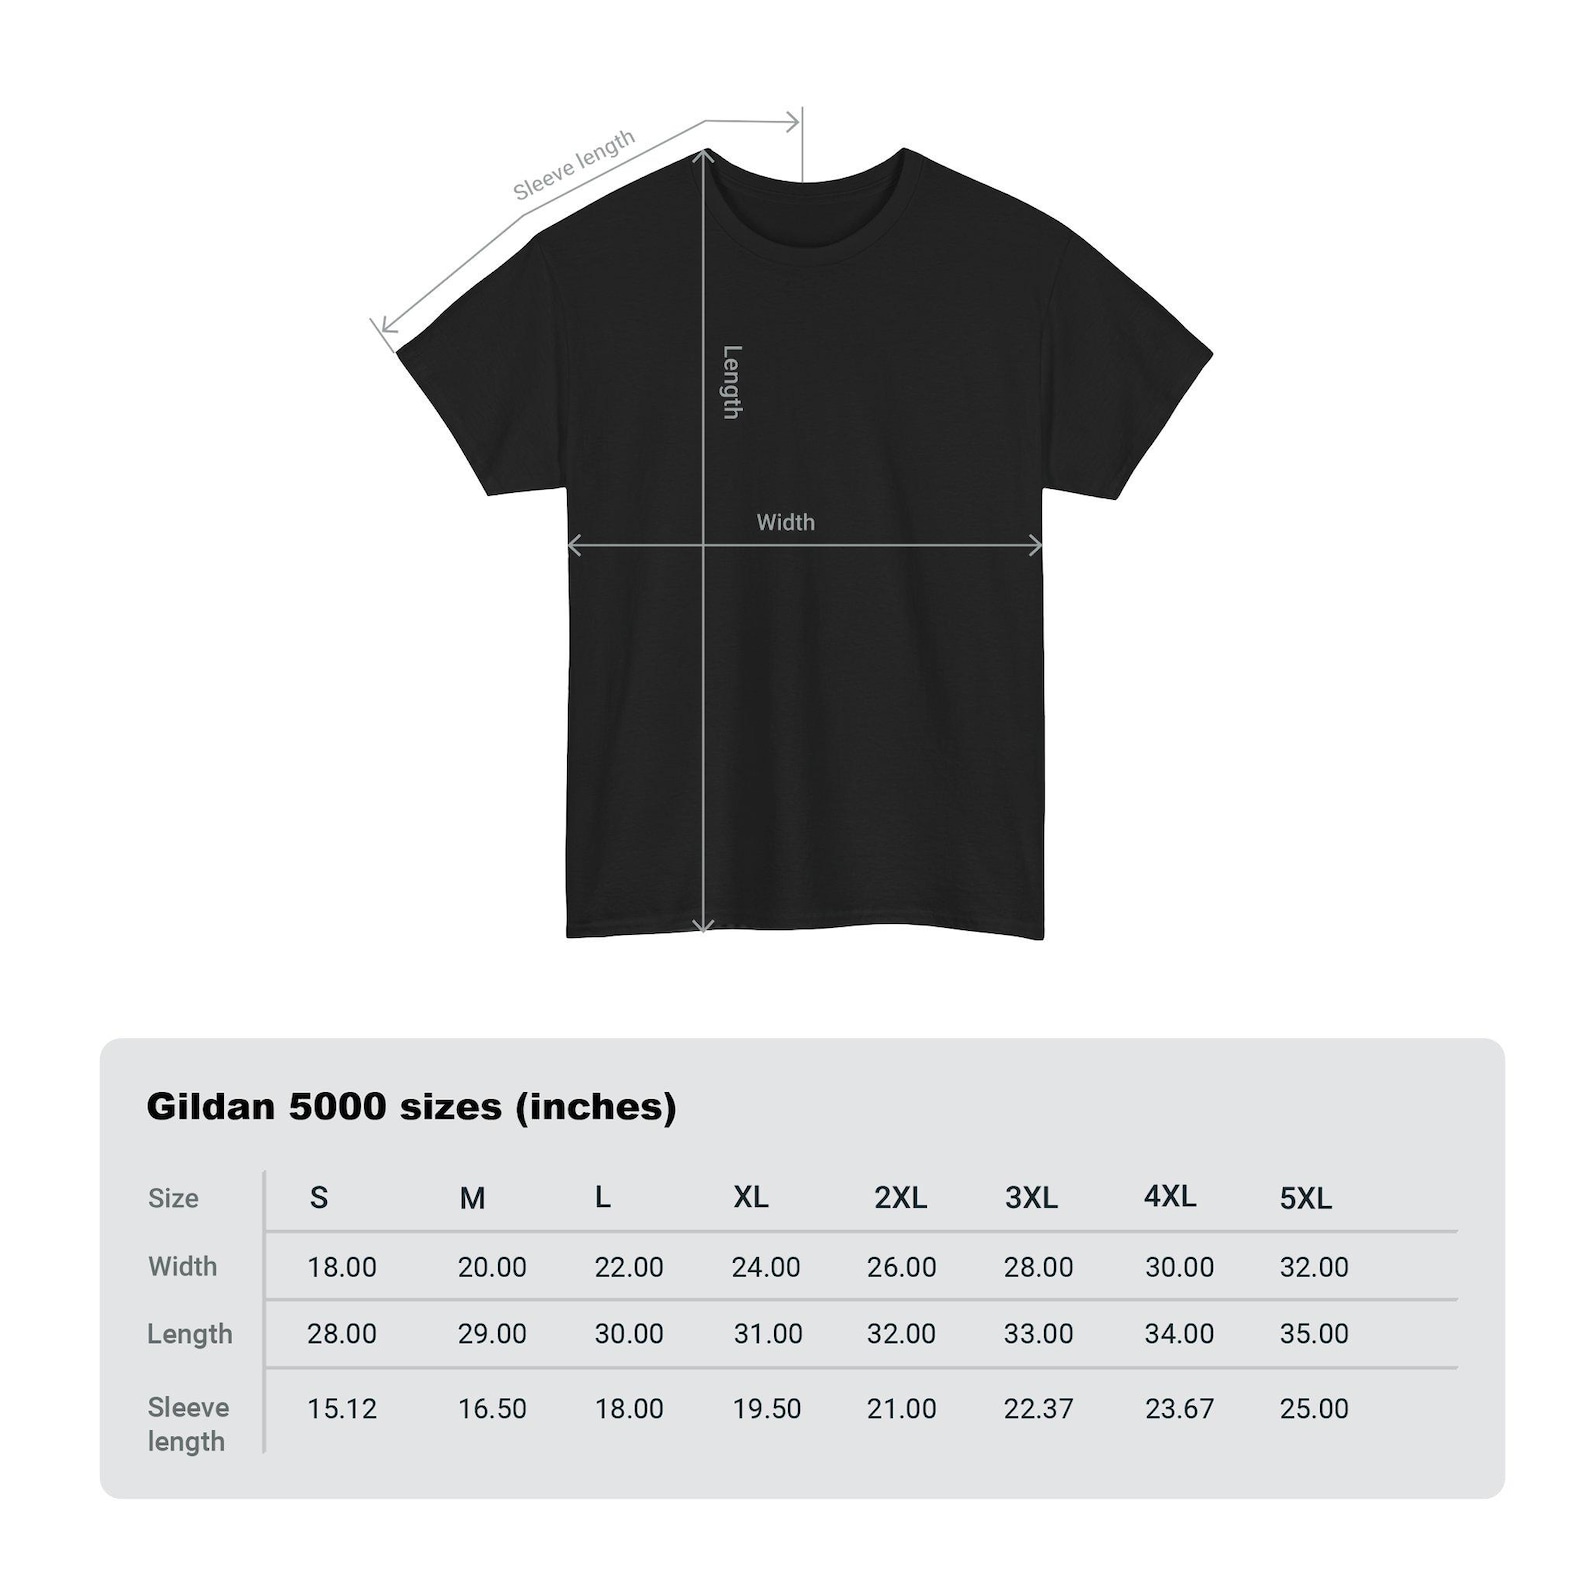 Sleeve length
Length
Width
Gildan 5000 sizes (inches)
Size S M L XL 2XL 3XL 4XL 5XL
Width 18.00 20.00 22.00 24.00 26.00 28.00 30.00 32.00
Length 28.00 29.00 30.00 31.00 32.00 33.00 34.00 35.00
Sleeve length 15.12 16.50 18.00 19.50 21.00 22.37 23.67 25.00